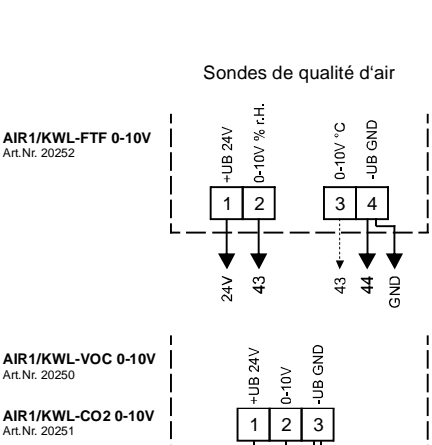 Sondes de qualité d'air
AIR1/KWL-FTF 0-10V
Art.Nr. 20252
+UB 24V
0-10V % r.H.
0-10V °C
-UB GND
1 2 3 4
24V
43
43
44
GND
AIR1/KWL-VOC 0-10V
Art.Nr. 20250
AIR1/KWL-CO2 0-10V
Art.Nr. 20251
+UB 24V
0-10V
-UB GND
1 2 3